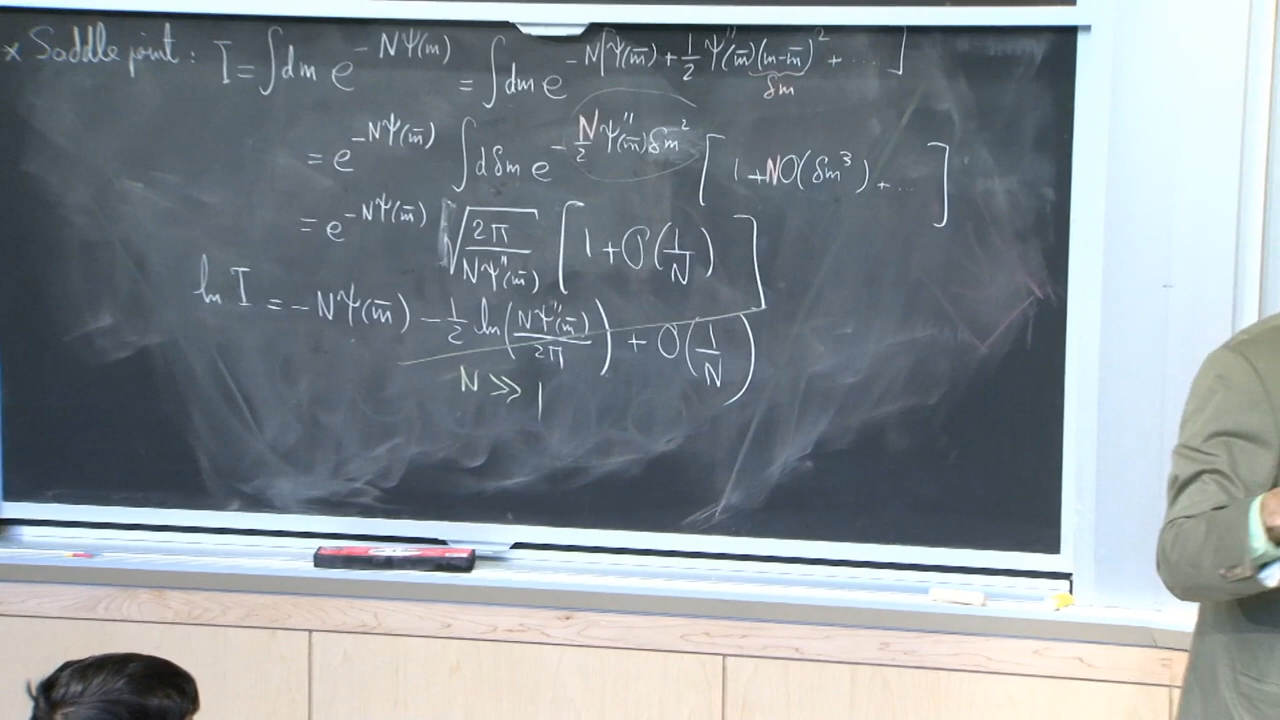 × Saddle point : I = ∫dm e^{-NΨ(m)} = ∫dm e^{-N[Ψ(m̄) + 1/2 Ψ''(m̄)(m-m̄)² + ....]}
δm
= e^{-NΨ(m̄)} ∫dδm e^{-N/2 Ψ''(m̄)δm²} [1 + NO(δm³) + ...]
= e^{-NΨ(m̄)} √(2π/NΨ''(m̄)) [1 + O(1/N)]
ln I = -NΨ(m̄) - 1/2 ln(NΨ''(m̄)/2π) + O(1/N)
N ≫ 1